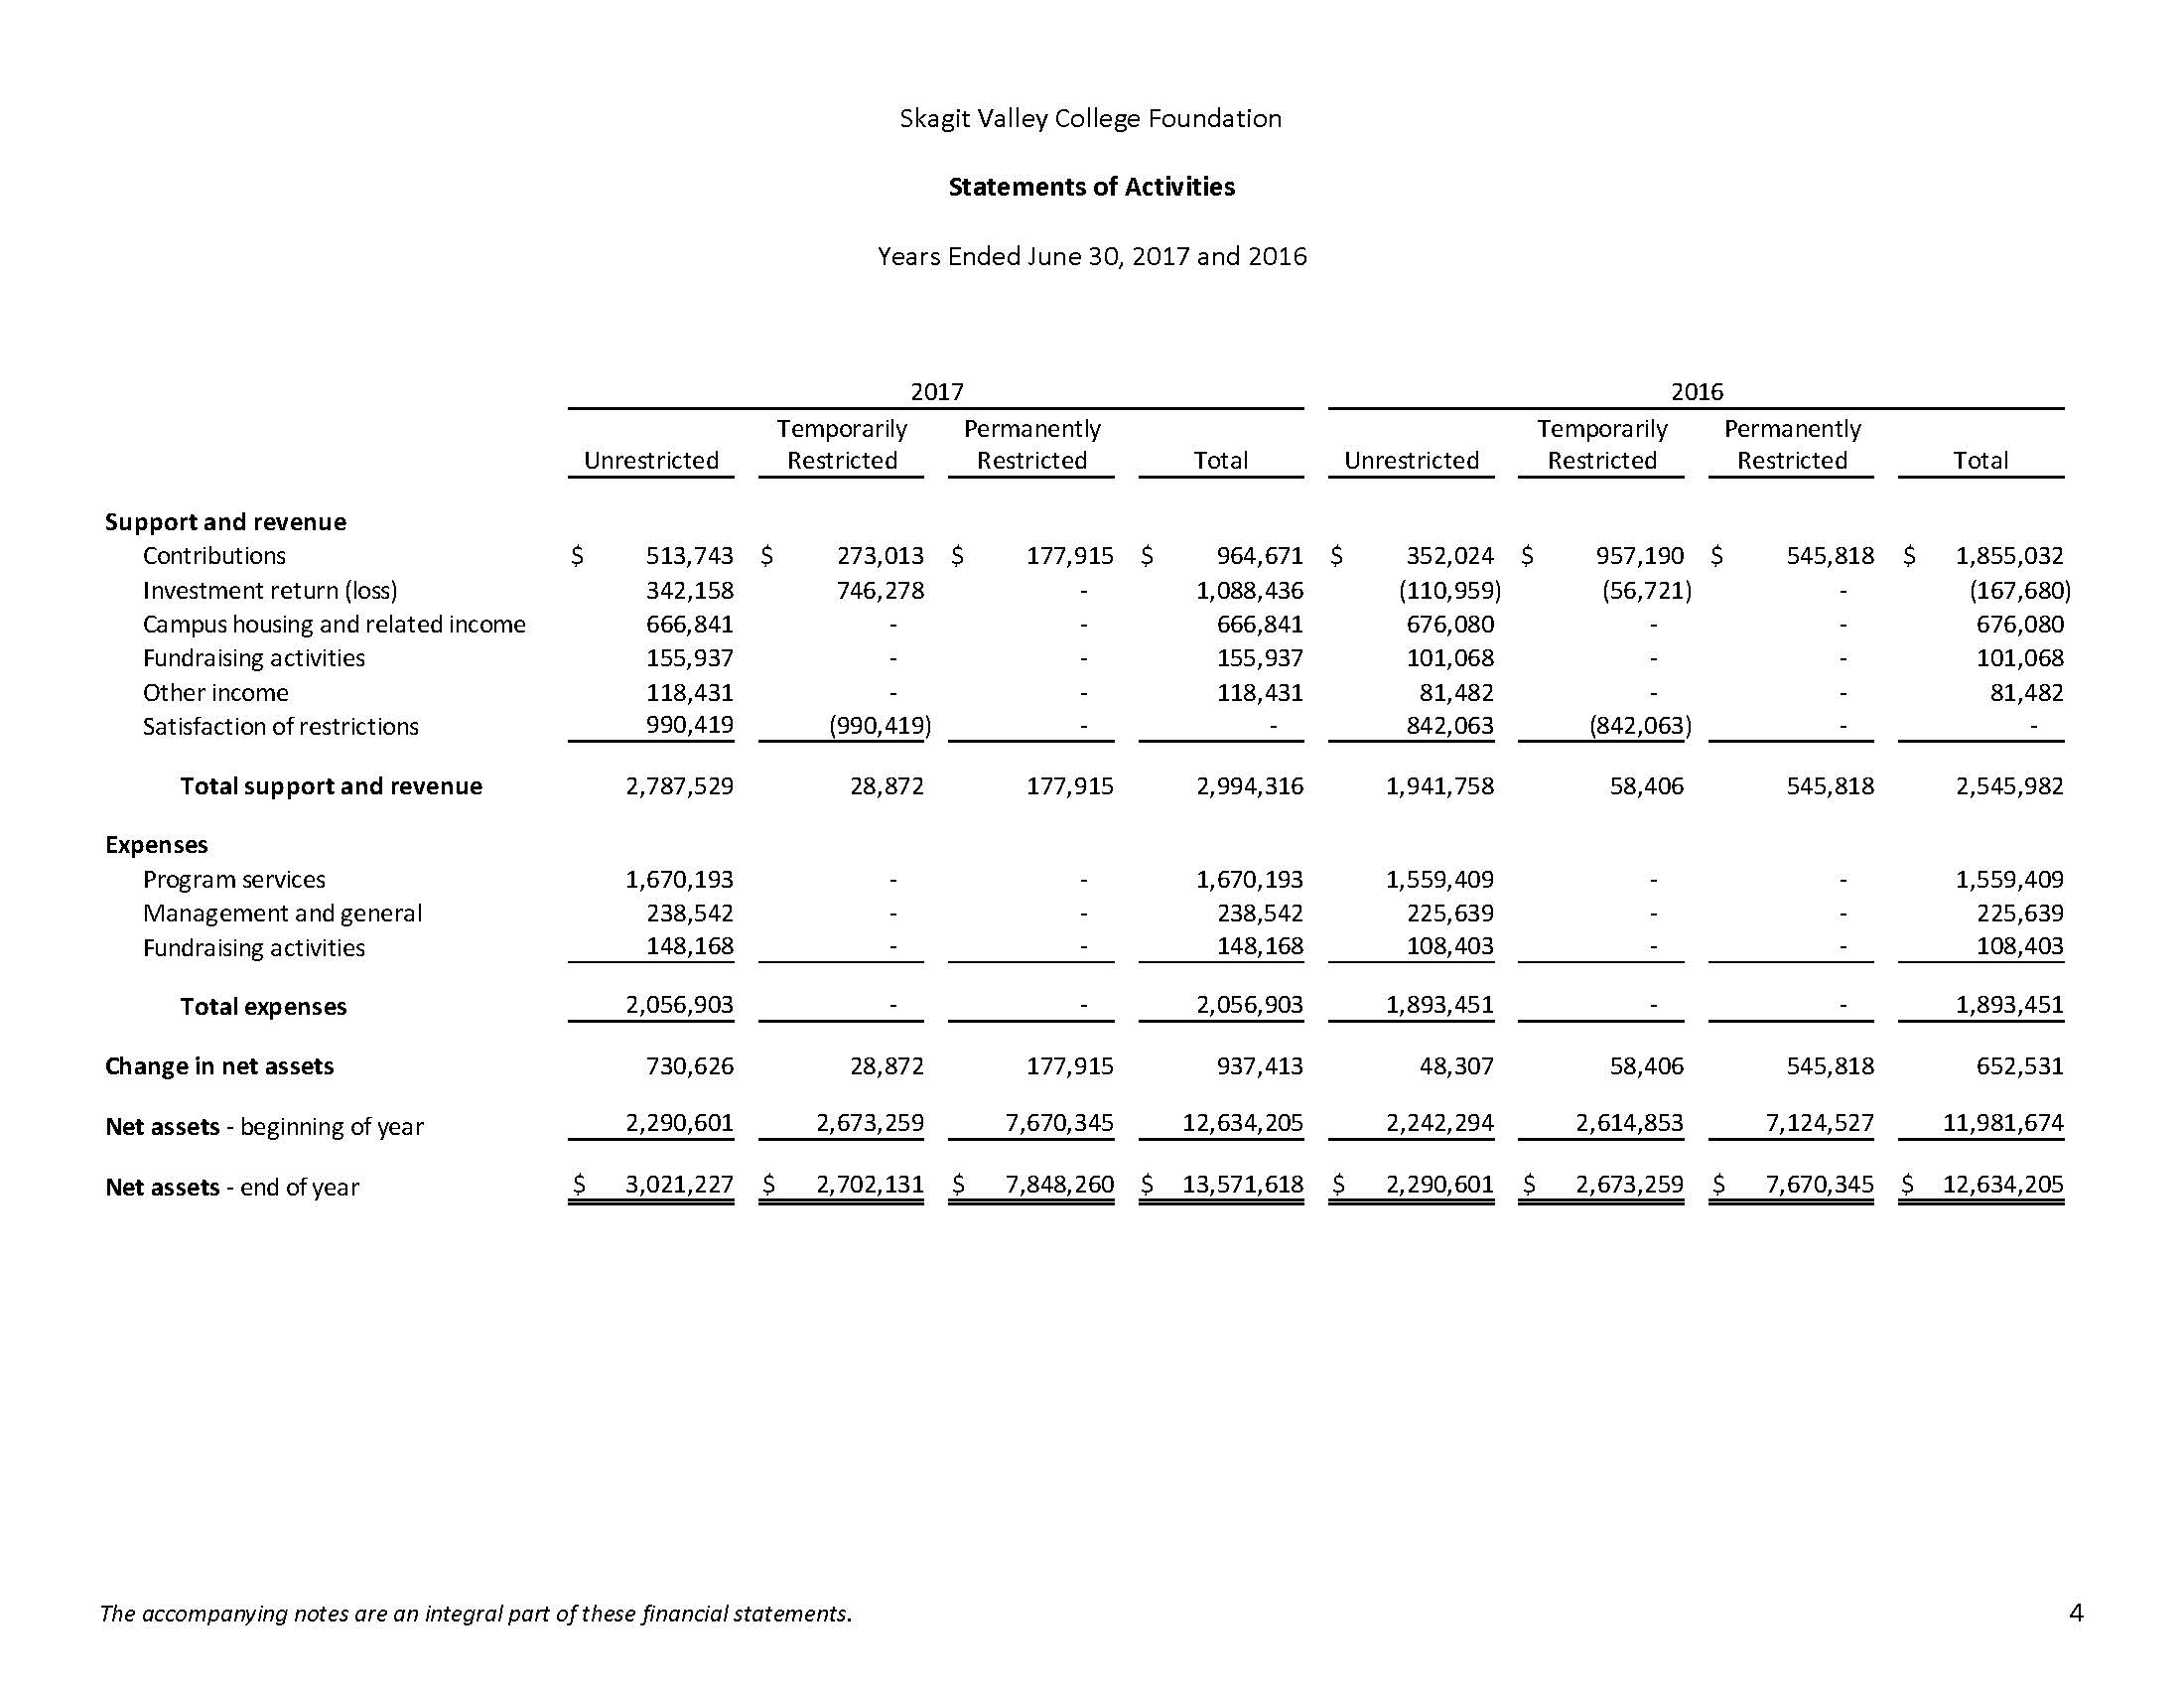 Skagit Valley College Foundation
Statements of Activities
Years Ended June 30, 2017 and 2016
2017 2016
Temporarily Permanently Temporarily Permanently
Unrestricted Restricted Restricted Total Unrestricted Restricted Restricted Total
Support and revenue
Contributions $ 513,743 $ 273,013 $ 177,915 $ 964,671 $ 352,024 $ 957,190 $ 545,818 $ 1,855,032
Investment return (loss) 342,158 746,278 - 1,088,436 (110,959) (56,721) - (167,680)
Campus housing and related income 666,841 - - 666,841 676,080 - - 676,080
Fundraising activities 155,937 - - 155,937 101,068 - - 101,068
Other income 118,431 - - 118,431 81,482 - - 81,482
Satisfaction of restrictions 990,419 (990,419) - - 842,063 (842,063) - -
Total support and revenue 2,787,529 28,872 177,915 2,994,316 1,941,758 58,406 545,818 2,545,982
Expenses
Program services 1,670,193 - - 1,670,193 1,559,409 - - 1,559,409
Management and general 238,542 - - 238,542 225,639 - - 225,639
Fundraising activities 148,168 - - 148,168 108,403 - - 108,403
Total expenses 2,056,903 - - 2,056,903 1,893,451 - - 1,893,451
Change in net assets 730,626 28,872 177,915 937,413 48,307 58,406 545,818 652,531
Net assets - beginning of year 2,290,601 2,673,259 7,670,345 12,634,205 2,242,294 2,614,853 7,124,527 11,981,674
Net assets - end of year $ 3,021,227 $ 2,702,131 $ 7,848,260 $ 13,571,618 $ 2,290,601 $ 2,673,259 $ 7,670,345 $ 12,634,205
The accompanying notes are an integral part of these financial statements. 4